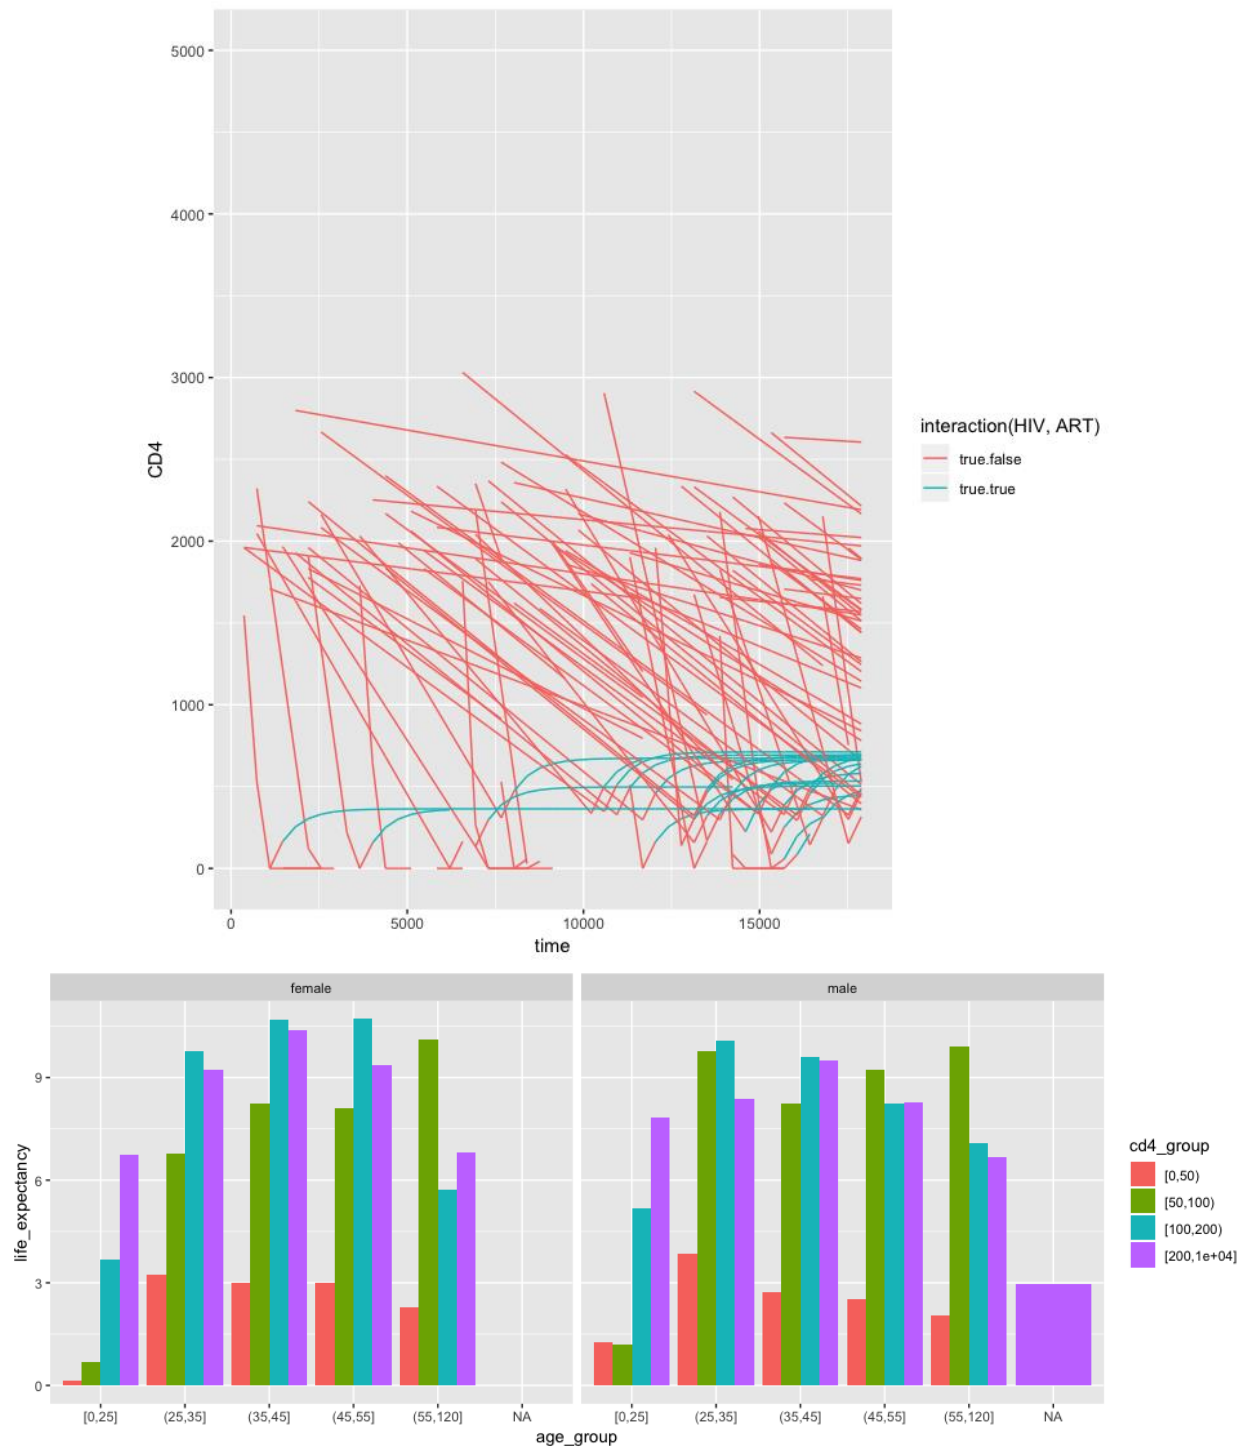 5000
4000
3000
2000
1000
0
CD4
0 5000 10000 15000
time
interaction(HIV, ART)
true.false
true.true
female male
9
6
3
0
life_expectancy
[0,25] (25,35] (35,45] (45,55] (55,120] NA [0,25] (25,35] (35,45] (45,55] (55,120] NA
age_group
cd4_group
[0,50)
[50,100)
[100,200)
[200,1e+04]